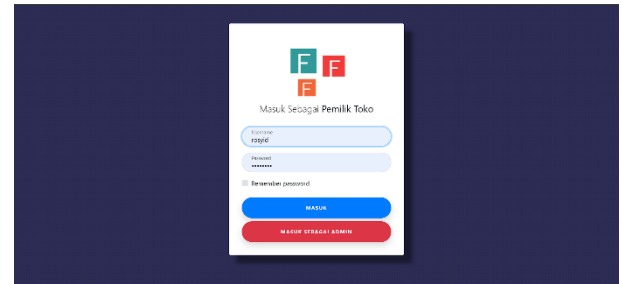 F F
F
Masuk Sebagai Pemilik Toko
Username
rasyid
Password
Remember password
MASUK
MASUK SEBAGAI ADMIN